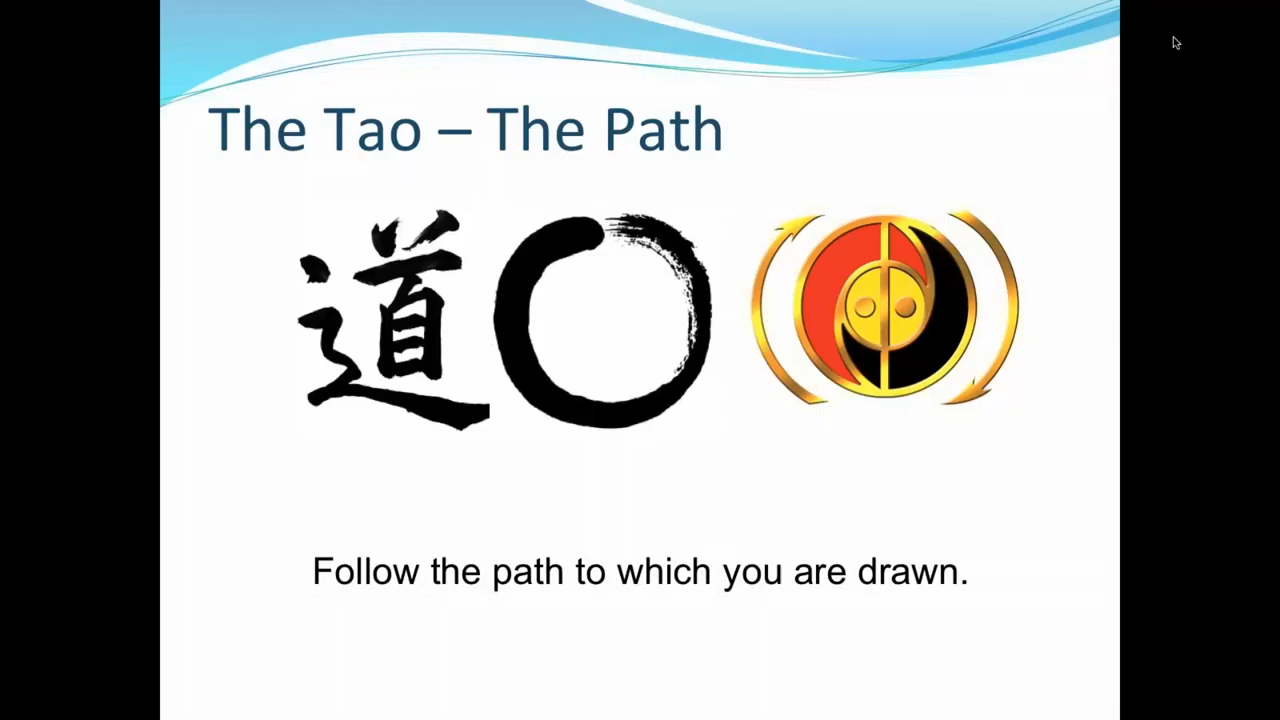 The Tao – The Path
道
Follow the path to which you are drawn.